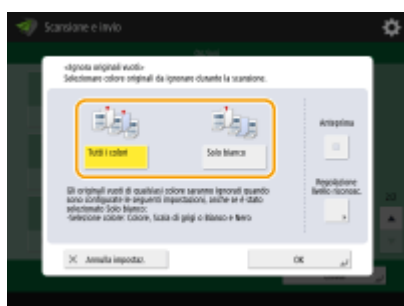 Scansione e invio
<Ignora originali vuoti>
Selezionare colore originali da ignorare durante la scansione.
Tutti i colori
Solo bianco
Anteprima
Gli originali vuoti di qualsiasi colore saranno ignorati quando
sono configurate le seguenti impostazioni, anche se è stato
selezionato Solo bianco:
-Selezione colore: Colore, Scala di grigi o Bianco e Nero
Regolazione
livello riconosc.
Annulla impostaz.
OK